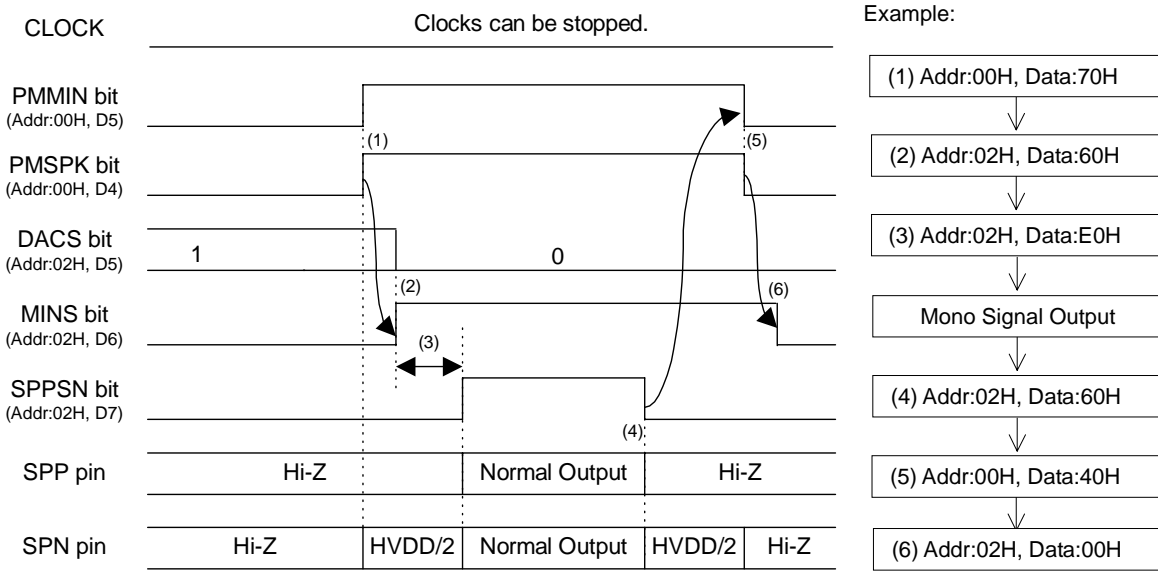 CLOCK
Clocks can be stopped.
PMMIN bit
(Addr:00H, D5)
(1)
(5)
PMSPK bit
(Addr:00H, D4)
DACS bit
(Addr:02H, D5)
1
0
(2)
(6)
MINS bit
(Addr:02H, D6)
(3)
SPPSN bit
(Addr:02H, D7)
(4)
SPP pin
Hi-Z
Normal Output
Hi-Z
SPN pin
Hi-Z
HVDD/2
Normal Output
HVDD/2
Hi-Z
Example:
(1) Addr:00H, Data:70H
(2) Addr:02H, Data:60H
(3) Addr:02H, Data:E0H
Mono Signal Output
(4) Addr:02H, Data:60H
(5) Addr:00H, Data:40H
(6) Addr:02H, Data:00H